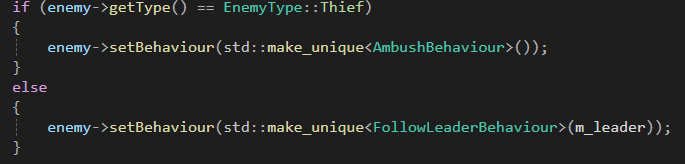 if (enemy->getType() == EnemyType::Thief)
{
    enemy->setBehaviour(std::make_unique<AmbushBehaviour>());
}
else
{
    enemy->setBehaviour(std::make_unique<FollowLeaderBehaviour>(m_leader));
}